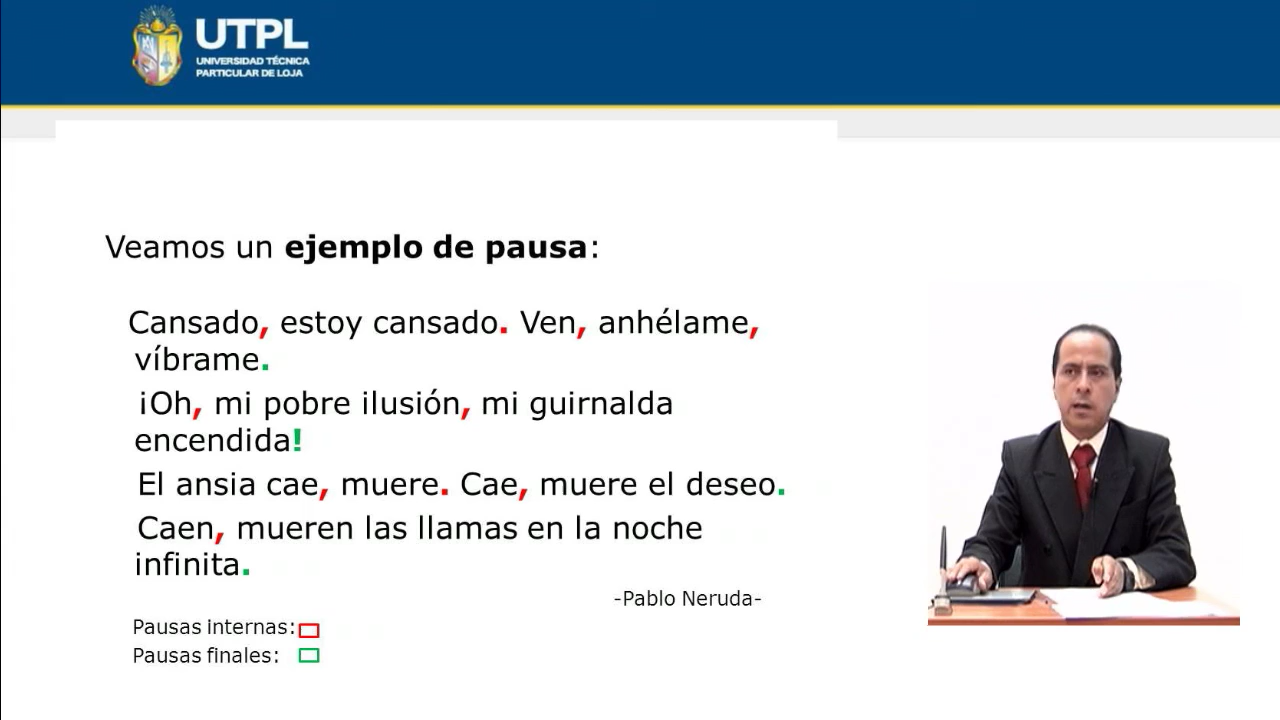 UTPL
UNIVERSIDAD TÉCNICA
PARTICULAR DE LOJA
Veamos un ejemplo de pausa:
Cansado, estoy cansado. Ven, anhélame,
víbrame.
¡Oh, mi pobre ilusión, mi guirnalda
encendida!
El ansia cae, muere. Cae, muere el deseo.
Caen, mueren las llamas en la noche
infinita.
-Pablo Neruda-
Pausas internas:
Pausas finales: